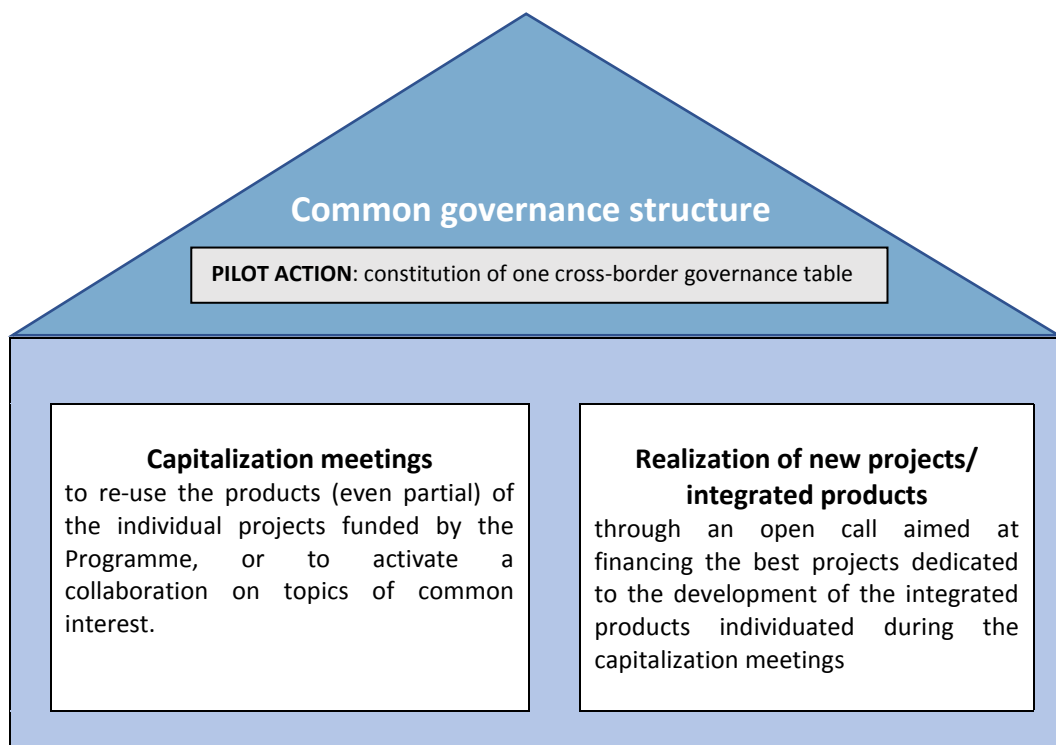 Common governance structure
PILOT ACTION: constitution of one cross-border governance table
Capitalization meetings
to re-use the products (even partial) of
the individual projects funded by the
Programme, or to activate a
collaboration on topics of common
interest.
Realization of new projects/
integrated products
through an open call aimed at
financing the best projects dedicated
to the development of the integrated
products individuated during the
capitalization meetings